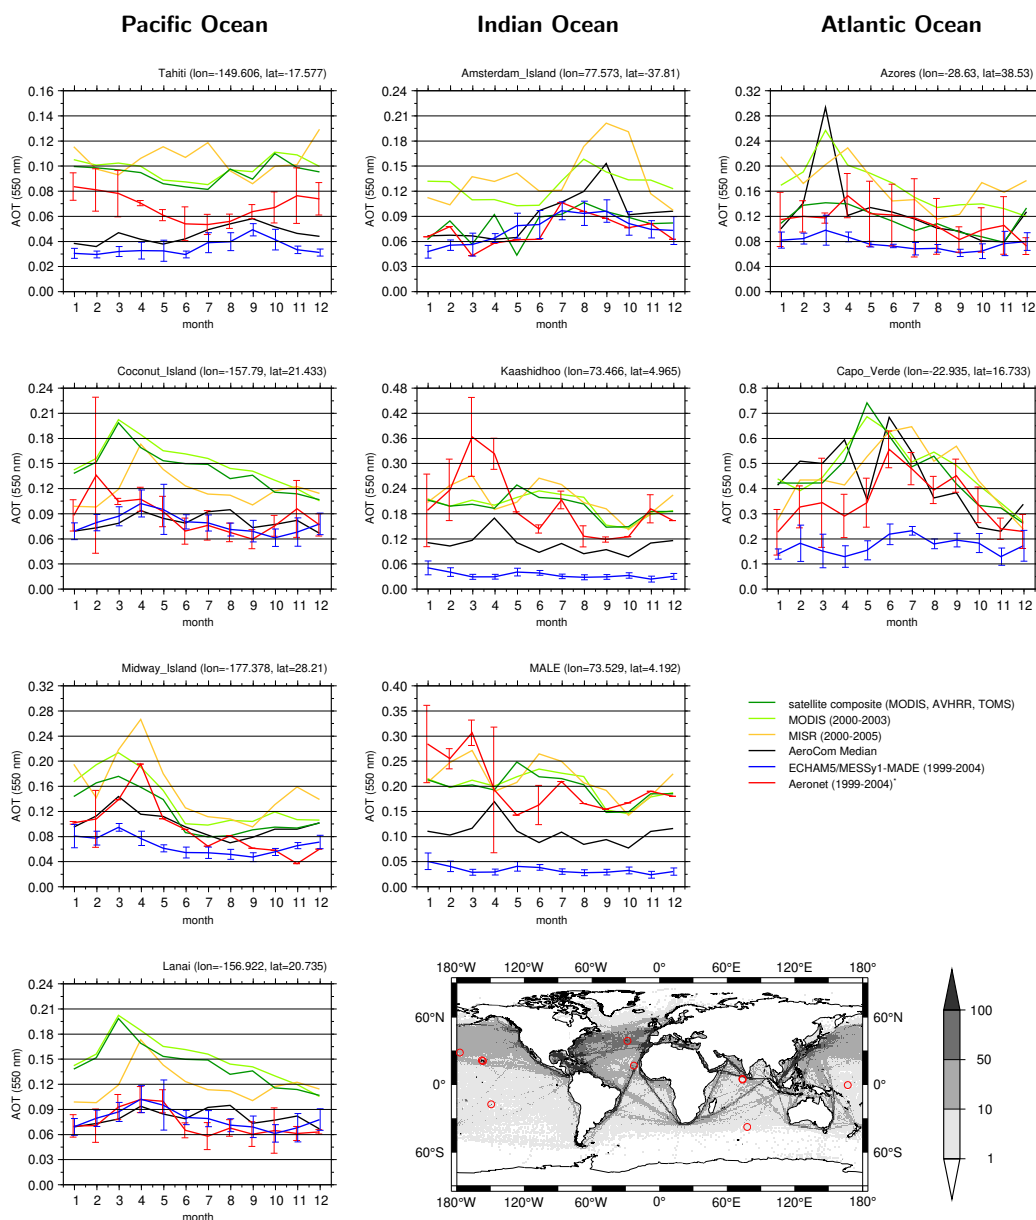 Pacific Ocean
Indian Ocean
Atlantic Ocean
Tahiti (lon=-149.606, lat=-17.577)
0.16
0.14
0.12
0.10
0.08
0.06
0.04
0.02
0.00
AOT (550 nm)
1 2 3 4 5 6 7 8 9 10 11 12
month
Amsterdam_Island (lon=77.573, lat=-37.81)
0.24
0.21
0.18
0.15
0.12
0.09
0.06
0.03
0.00
AOT (550 nm)
1 2 3 4 5 6 7 8 9 10 11 12
month
Azores (lon=-28.63, lat=38.53)
0.32
0.28
0.24
0.20
0.16
0.12
0.08
0.04
0.00
AOT (550 nm)
1 2 3 4 5 6 7 8 9 10 11 12
month
Coconut_Island (lon=-157.79, lat=21.433)
0.24
0.21
0.18
0.15
0.12
0.09
0.06
0.03
0.00
AOT (550 nm)
1 2 3 4 5 6 7 8 9 10 11 12
month
Kaashidhoo (lon=73.466, lat=4.965)
0.48
0.42
0.36
0.30
0.24
0.18
0.12
0.06
0.00
AOT (550 nm)
1 2 3 4 5 6 7 8 9 10 11 12
month
Capo_Verde (lon=-22.935, lat=16.733)
0.8
0.7
0.6
0.5
0.4
0.3
0.2
0.1
0.0
AOT (550 nm)
1 2 3 4 5 6 7 8 9 10 11 12
month
Midway_Island (lon=-177.378, lat=28.21)
0.32
0.28
0.24
0.20
0.16
0.12
0.08
0.04
0.00
AOT (550 nm)
1 2 3 4 5 6 7 8 9 10 11 12
month
MALE (lon=73.529, lat=4.192)
0.40
0.35
0.30
0.25
0.20
0.15
0.10
0.05
0.00
AOT (550 nm)
1 2 3 4 5 6 7 8 9 10 11 12
month
satellite composite (MODIS, AVHRR, TOMS)
MODIS (2000-2003)
MISR (2000-2005)
AeroCom Median
ECHAM5/MESSy1-MADE (1999-2004)
Aeronet (1999-2004)*
Lanai (lon=-156.922, lat=20.735)
0.24
0.21
0.18
0.15
0.12
0.09
0.06
0.03
0.00
AOT (550 nm)
1 2 3 4 5 6 7 8 9 10 11 12
month
180°W 120°W 60°W 0° 60°E 120°E 180°
60°N 60°N
0° 0°
60°S 60°S
180°W 120°W 60°W 0° 60°E 120°E 180°
100
50
10
1